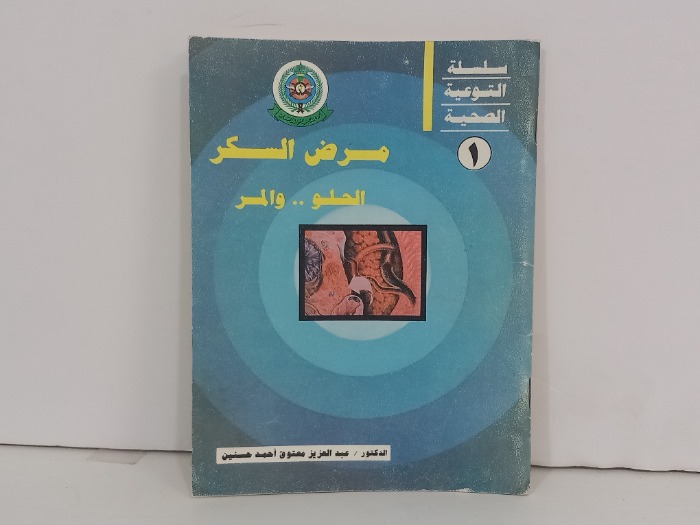 سلسلة
التوعية
الصحية
١
مرض السكر
الحلو .. والمر
الدكتور / عبد العزيز معتوق أحمد حسنين